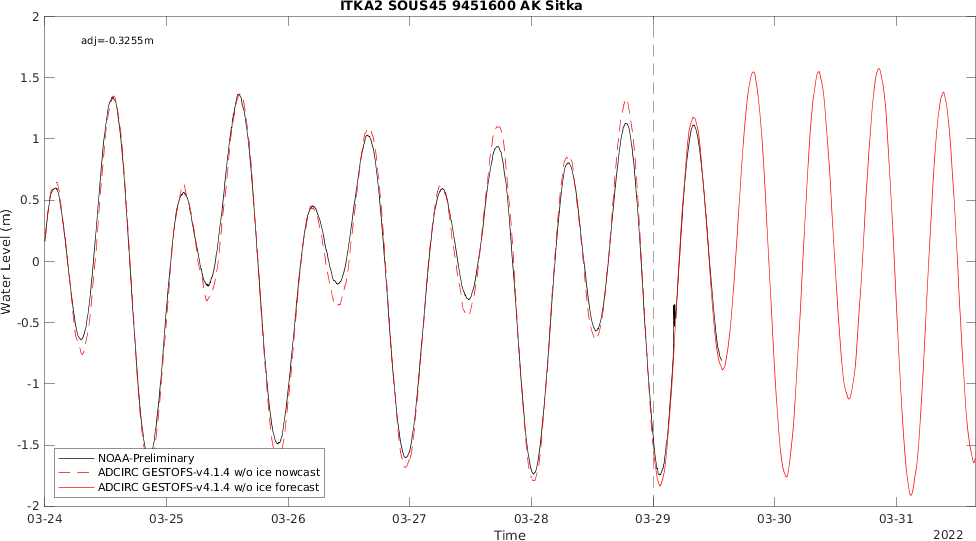 ITKA2 SOUS45 9451600 AK Sitka
adj=-0.3255m
2
1.5
1
0.5
0
-0.5
-1
-1.5
-2
Water Level (m)
NOAA-Preliminary
ADCIRC GESTOFS-v4.1.4 w/o ice nowcast
ADCIRC GESTOFS-v4.1.4 w/o ice forecast
03-24 03-25 03-26 03-27 03-28 03-29 03-30 03-31
Time
2022